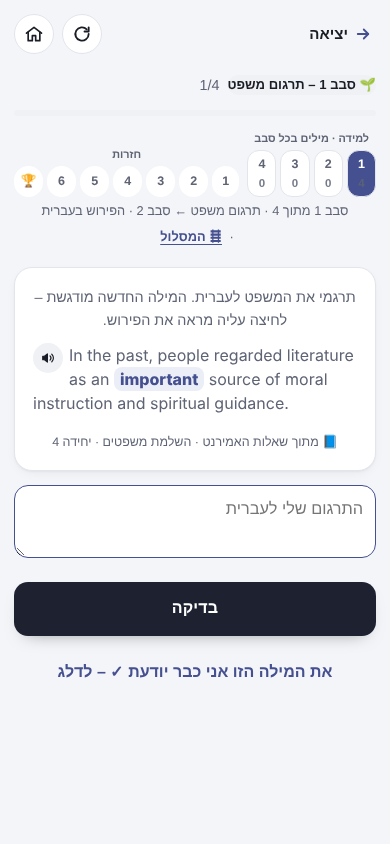 יציאה
🌱 סבב 1 – תרגום משפט 1/4
למידה · מילים בכל סבב
1 2 3 4
4 0 0 0
חזרות
1 2 3 4 5 6 🏆
סבב 1 מתוך 4 · תרגום משפט ← סבב 2 · הפירוש בעברית
· המסלול
תרגמי את המשפט לעברית. המילה החדשה מודגשת –
לחיצה עליה מראה את הפירוש.
In the past, people regarded literature
as an important source of moral
instruction and spiritual guidance.
📘 מתוך שאלות האמירנט · השלמת משפטים · יחידה 4
התרגום שלי לעברית
בדיקה
את המילה הזו אני כבר יודעת ✓ – לדלג